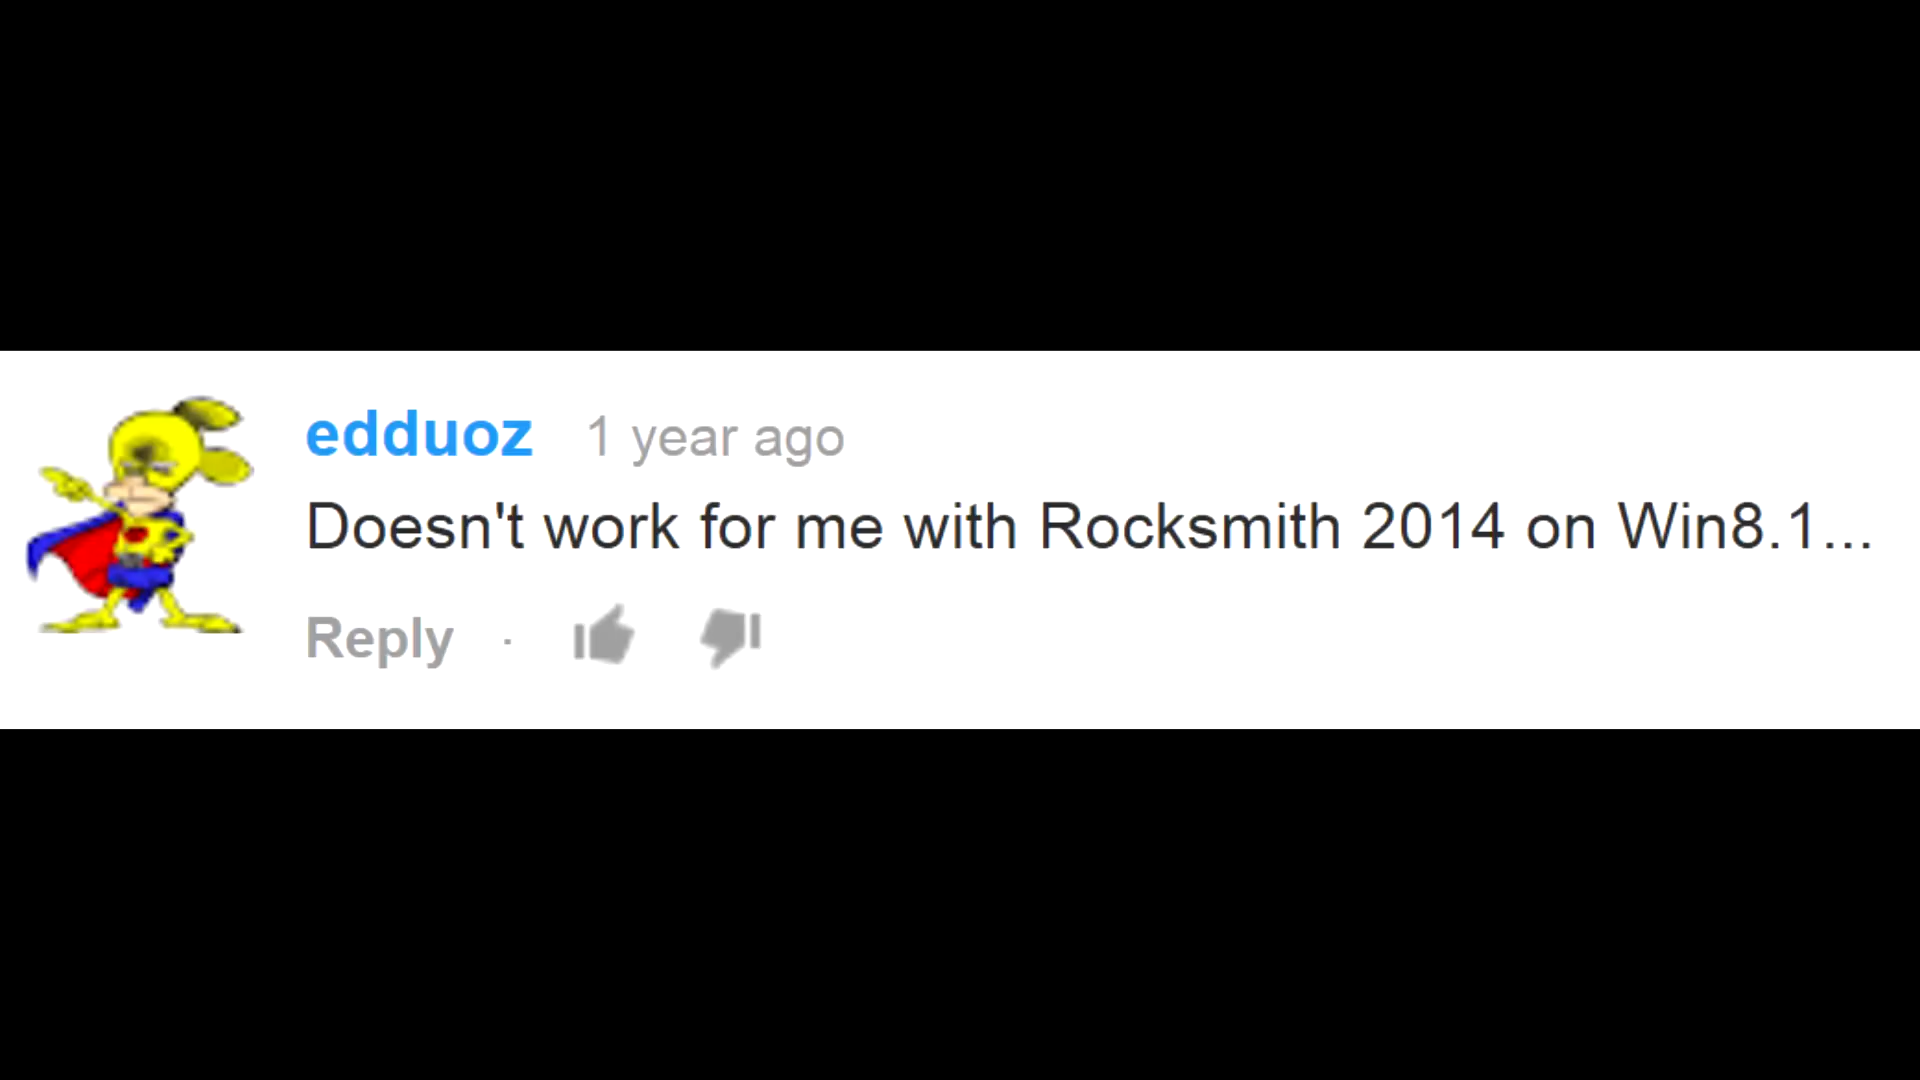 edduoz 1 year ago
Doesn't work for me with Rocksmith 2014 on Win8.1...
Reply ·